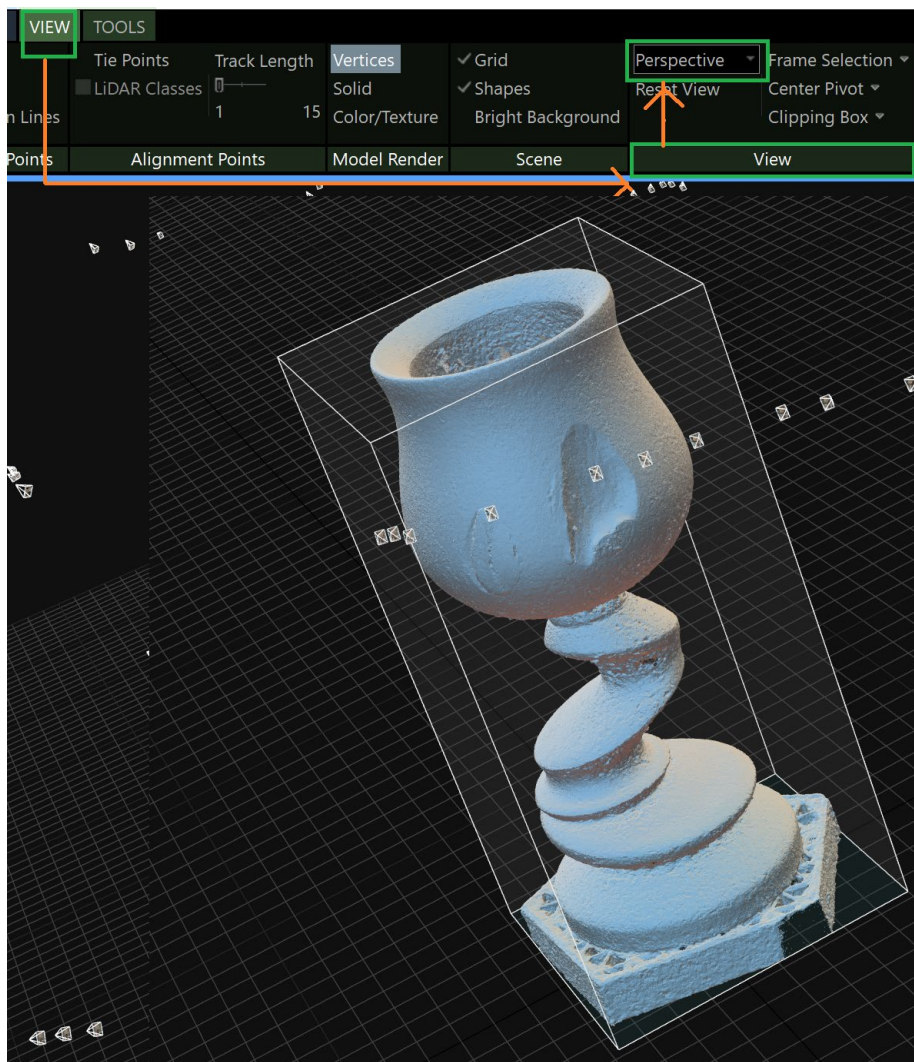 VIEW TOOLS
Tie Points Track Length Vertices Grid Perspective Frame Selection
LiDAR Classes Solid Shapes Reset View Center Pivot
n Lines 1 15 Color/Texture Bright Background Clipping Box
Points Alignment Points Model Render Scene View